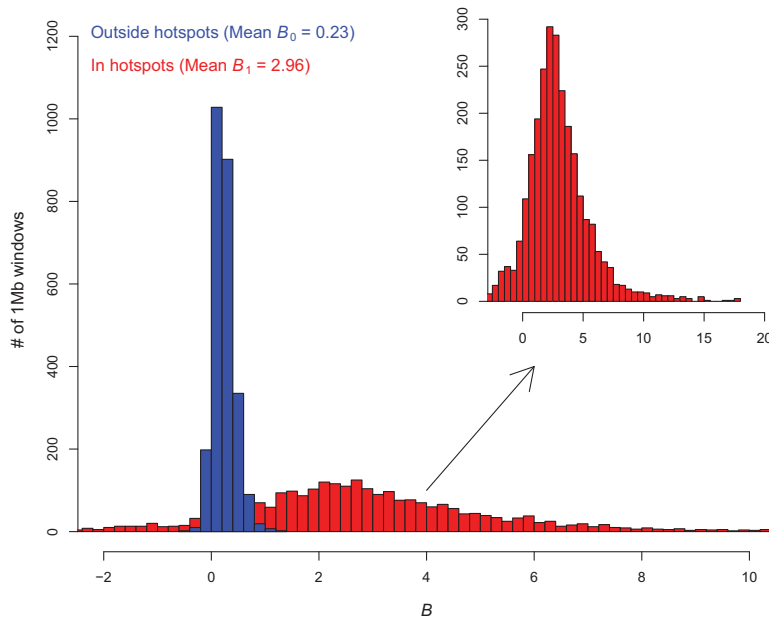 Outside hotspots (Mean B₀ = 0.23)
In hotspots (Mean B₁ = 2.96)
# of 1Mb windows
1200
1000
800
600
400
200
0
−2 0 2 4 6 8 10
B
300
250
200
150
100
50
0
0 5 10 15 20